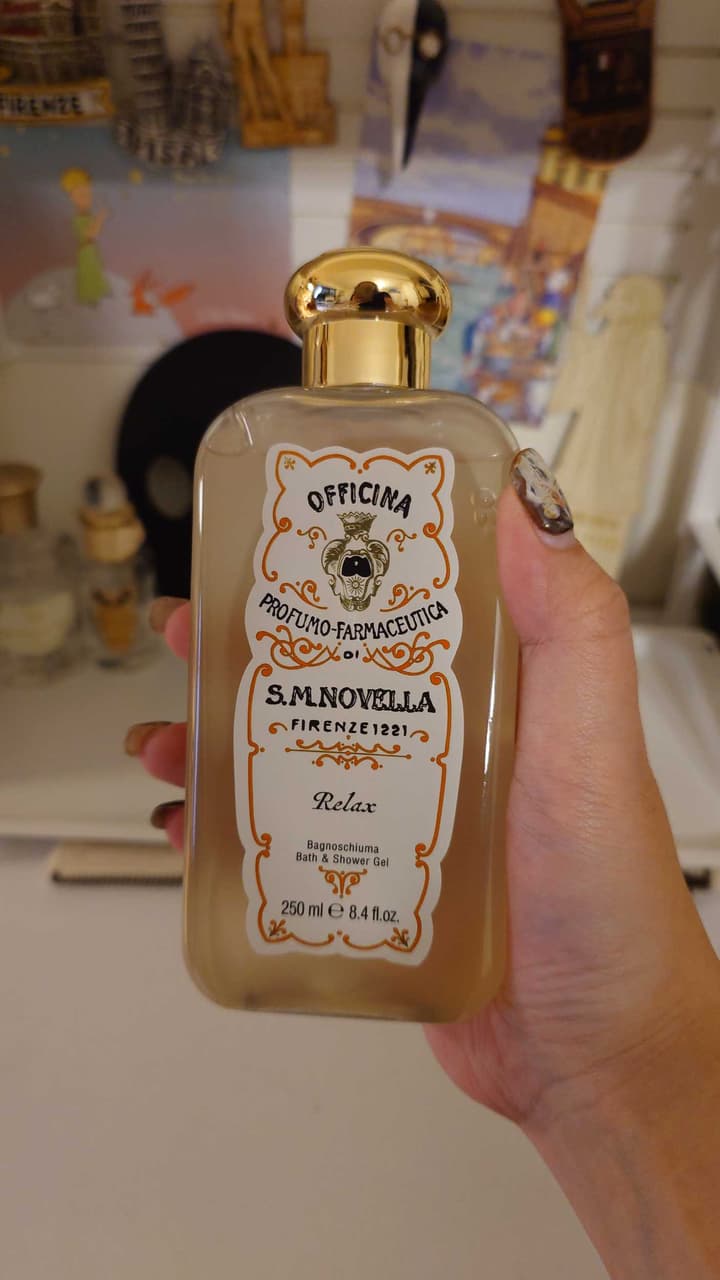 FIRENZE
OFFICINA
PROFUMO-FARMACEUTICA
DI
S.M.NOVELLA
FIRENZE 1221
Relax
Bagnoschiuma
Bath & Shower Gel
250 ml ℮ 8.4 fl.oz.